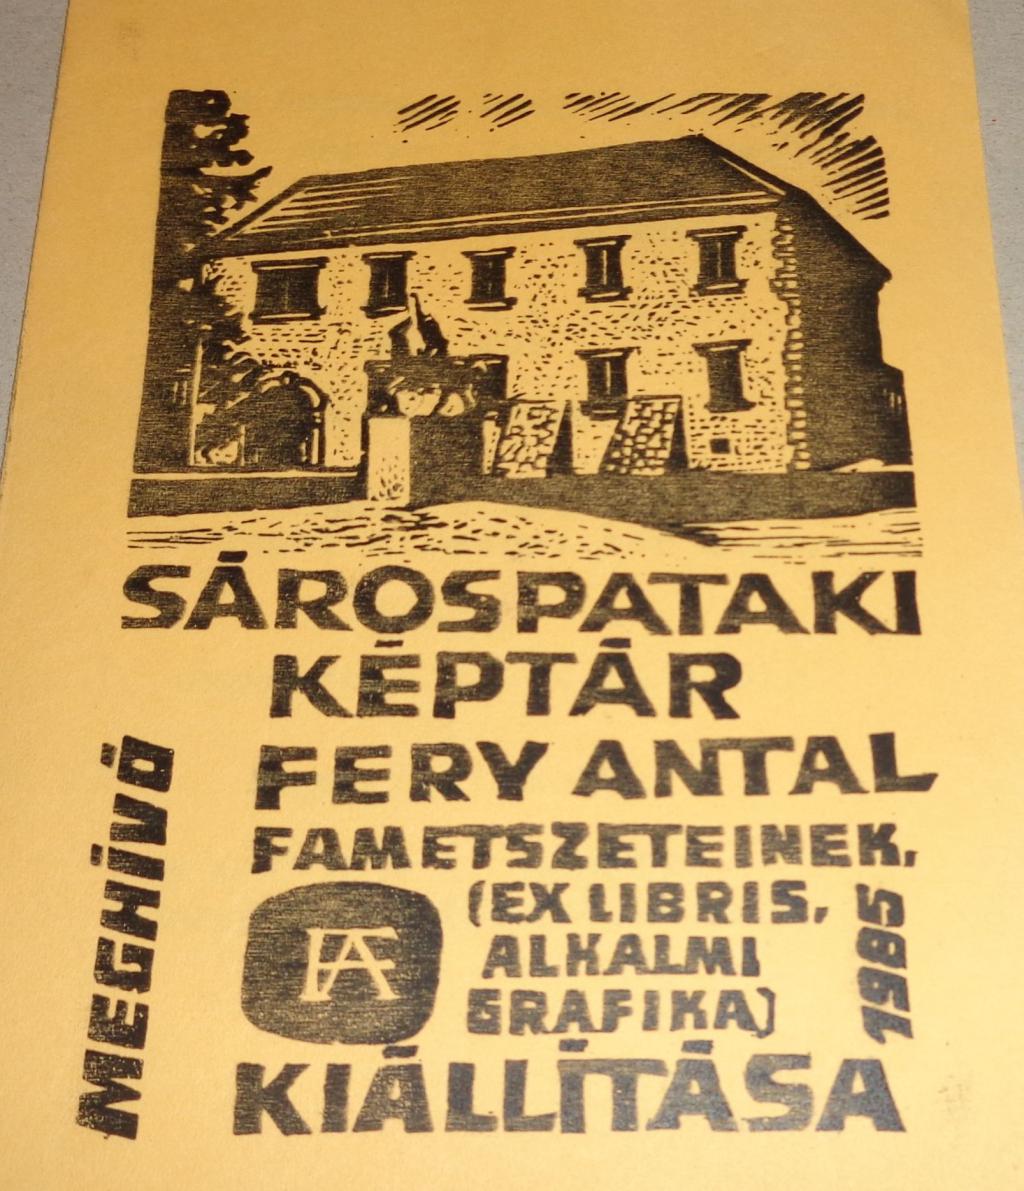 SÁROSPATAKI
KÉPTÁR
MEGHÍVÓ
FERY ANTAL
FAMETSZETEINEK,
(EX LIBRIS,
ALKALMI
GRAFIKA)
1985
FA
KIÁLLÍTÁSA